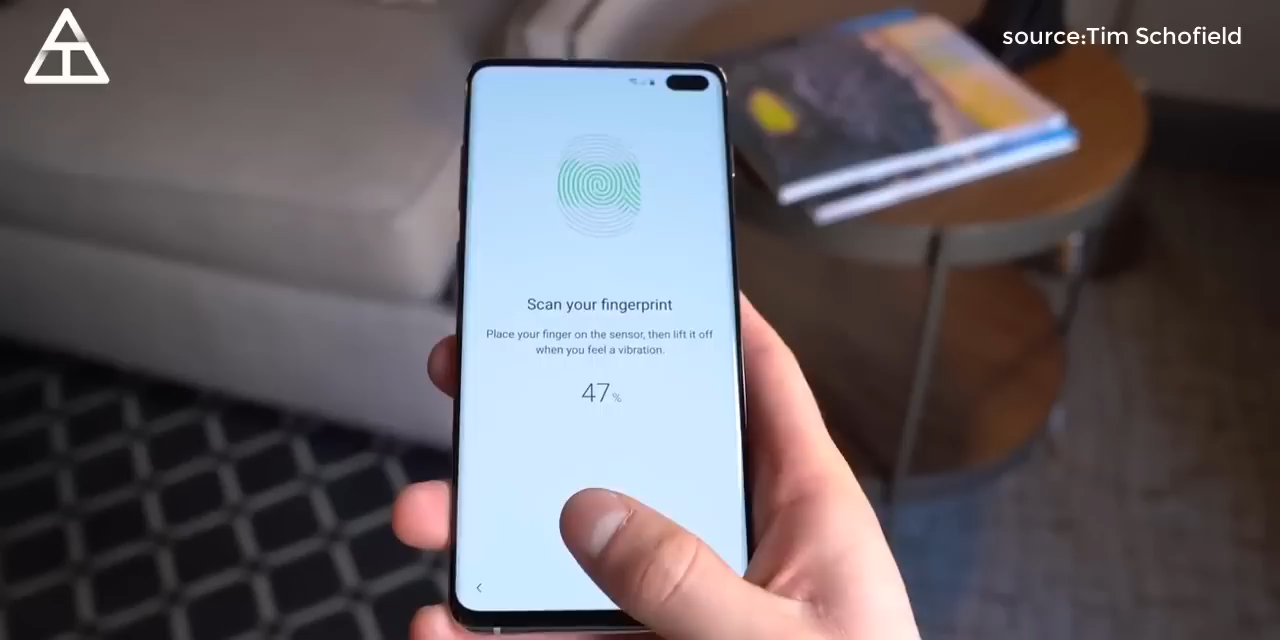 source:Tim Schofield
Scan your fingerprint
Place your finger on the sensor, then lift it off
when you feel a vibration.
47%